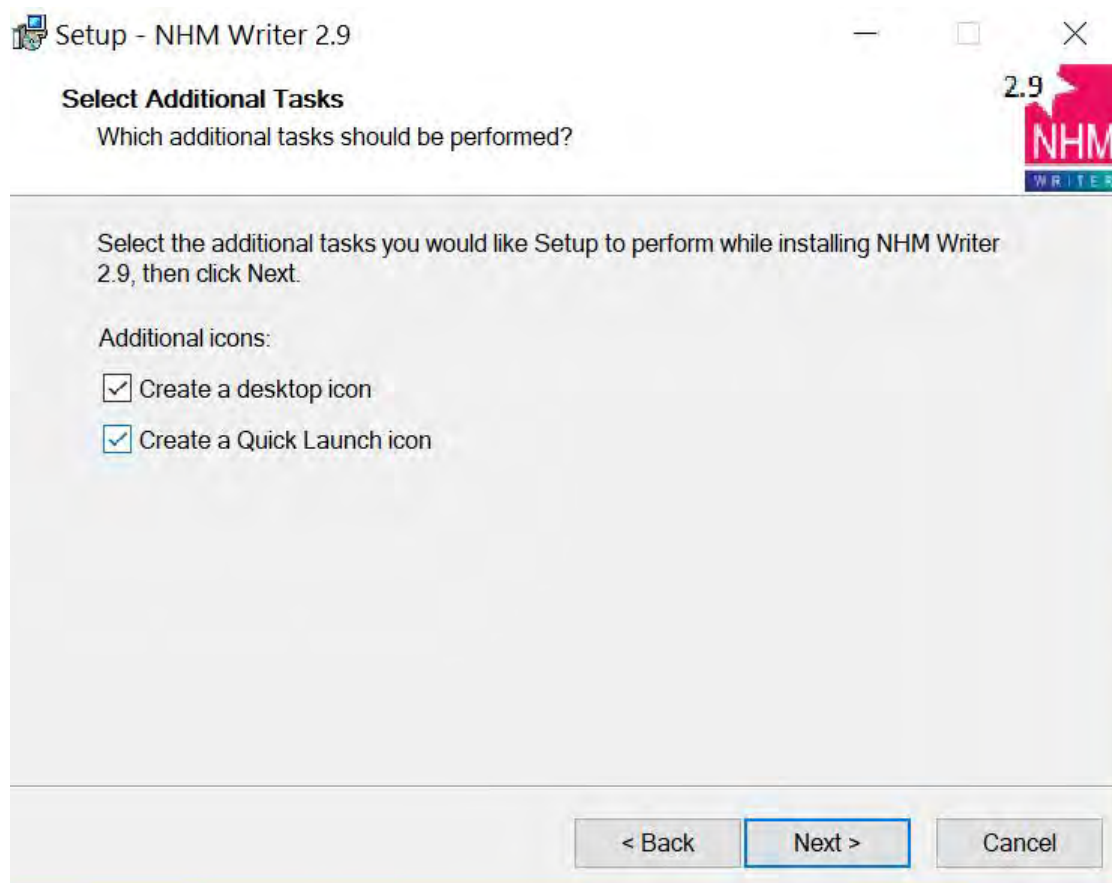 Setup - NHM Writer 2.9
Select Additional Tasks
Which additional tasks should be performed?
2.9
NHM
WRITER
Select the additional tasks you would like Setup to perform while installing NHM Writer
2.9, then click Next.
Additional icons:
Create a desktop icon
Create a Quick Launch icon
< Back
Next >
Cancel